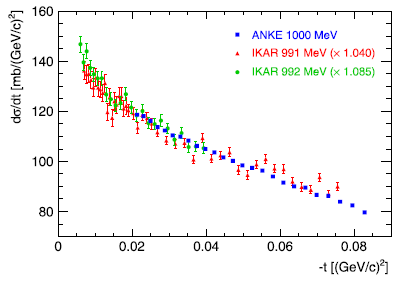 dσ/dt [mb/(GeV/c)²]
160
140
120
100
80
ANKE 1000 MeV
IKAR 991 MeV (× 1.040)
IKAR 992 MeV (× 1.085)
0
0.02
0.04
0.06
0.08
-t [(GeV/c)²]